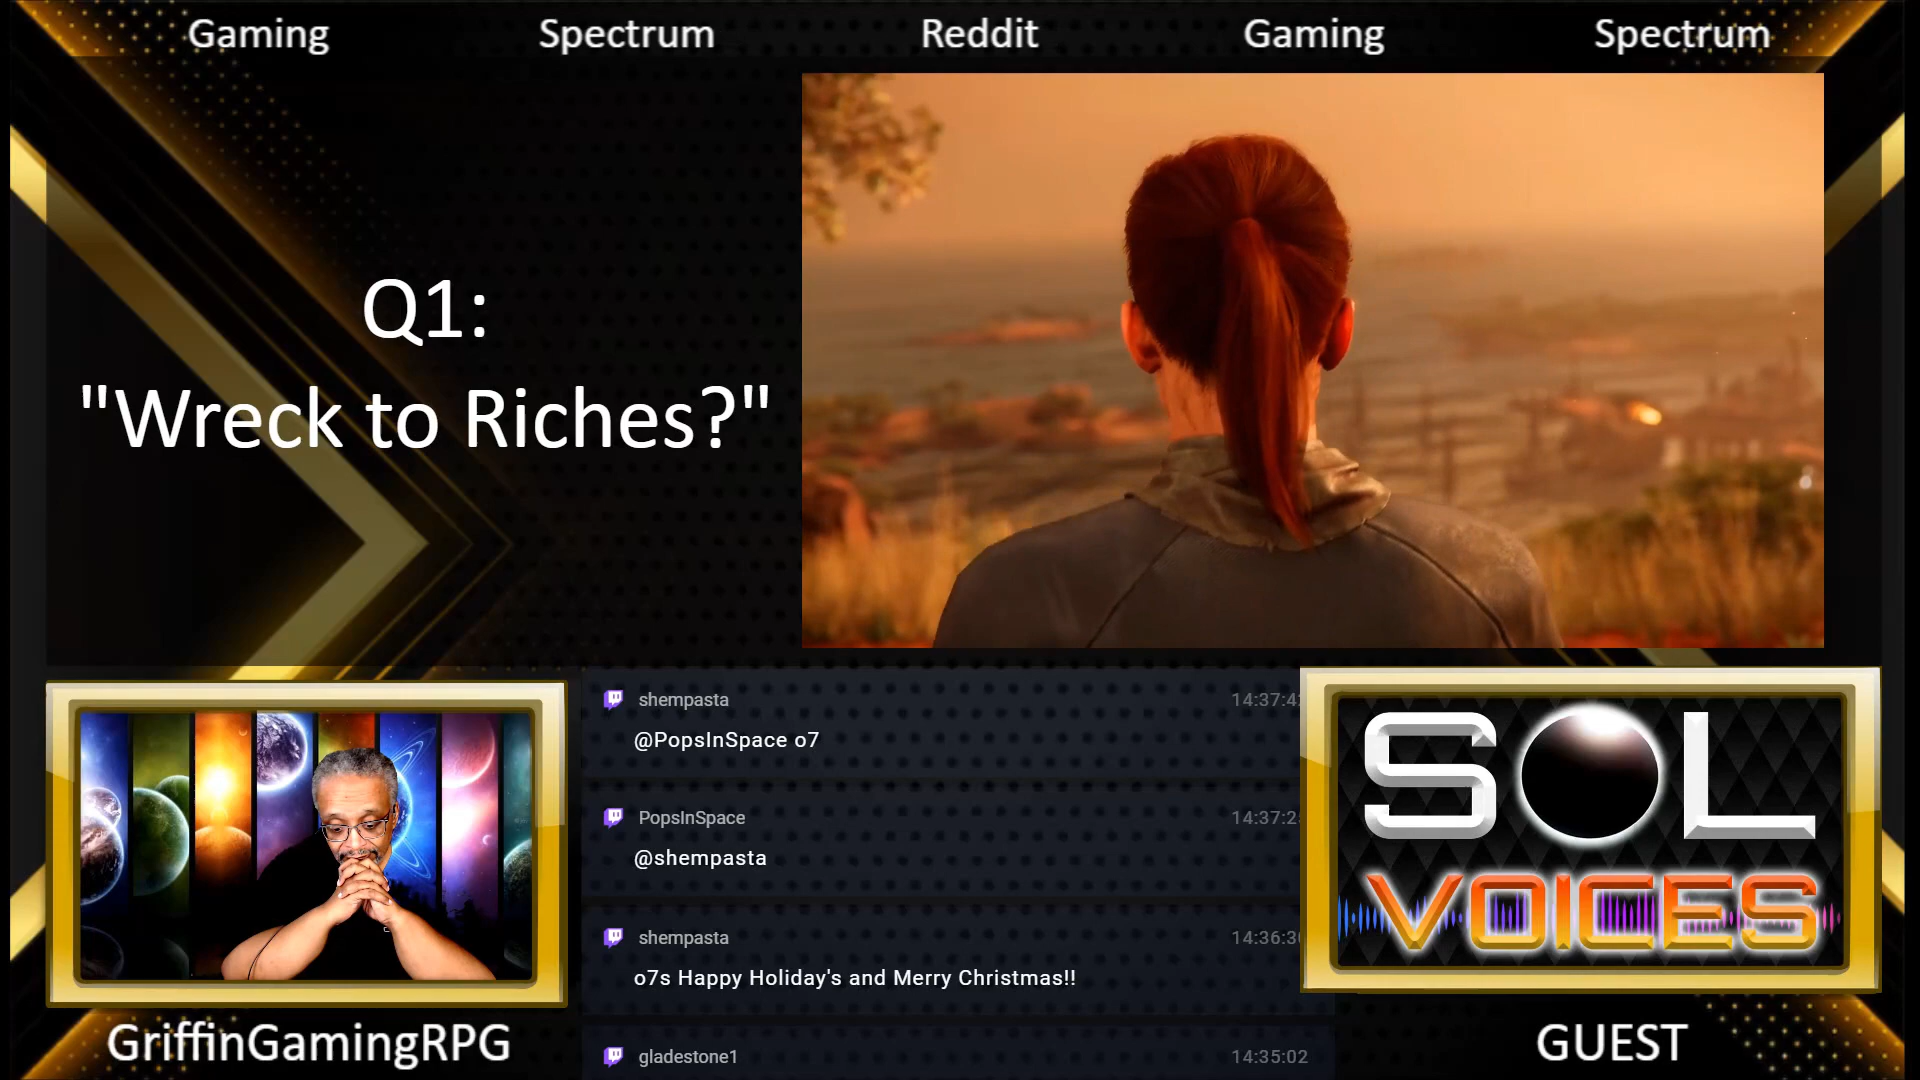 Gaming Spectrum Reddit Gaming Spectrum
Q1:
"Wreck to Riches?"
shempasta
@PopsInSpace o7
PopsInSpace
@shempasta
shempasta
o7s Happy Holiday's and Merry Christmas!!
gladestone1 14:35:02
SOL
VOICES
GriffinGamingRPG
GUEST